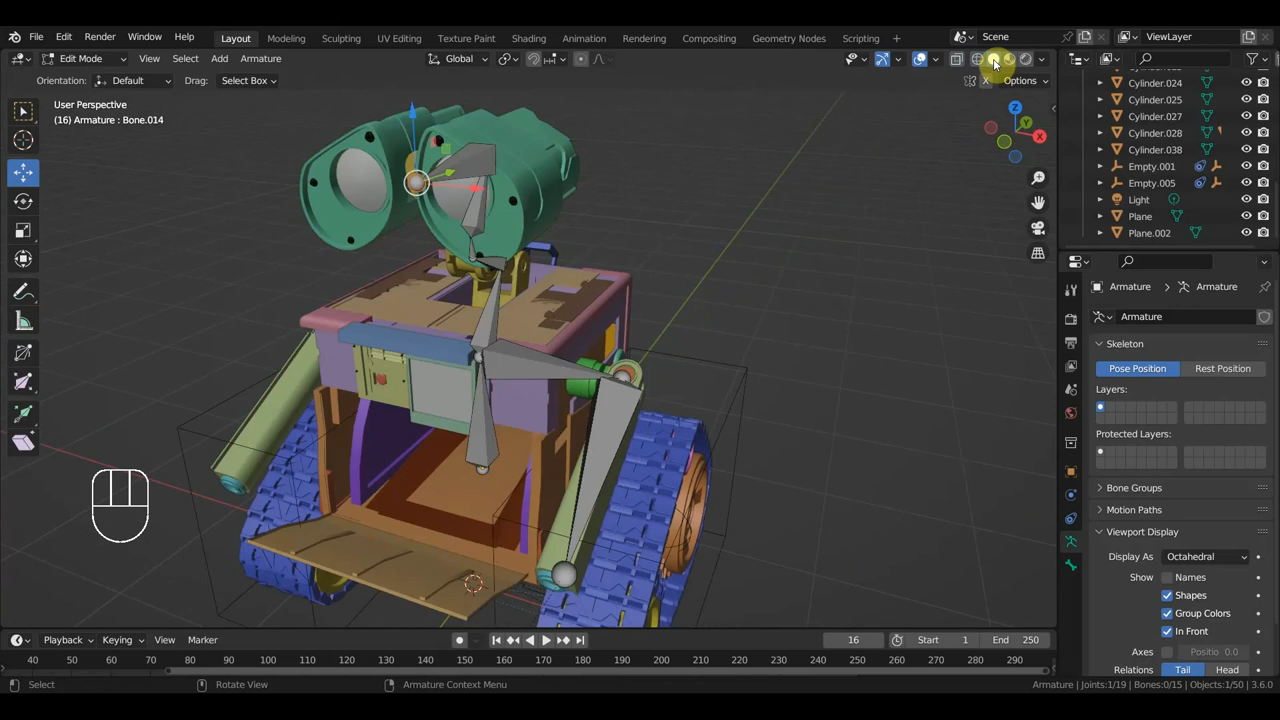 File Edit Render Window Help Layout Modeling Sculpting UV Editing Texture Paint Shading Animation Rendering Compositing Geometry Nodes Scripting + Scene ViewLayer
Edit Mode View Select Add Armature Global
Orientation: Default Drag: Select Box X Options
User Perspective
(16) Armature : Bone.014
Z
Y
X
Cylinder.024
Cylinder.025
Cylinder.027
Cylinder.028
Cylinder.038
Empty.001
Empty.005
Light
Plane
Plane.002
Armature > Armature
Armature
Skeleton
Pose Position Rest Position
Layers:
Protected Layers:
Bone Groups
Motion Paths
Viewport Display
Display As Octahedral
Show Names
Shapes
Group Colors
In Front
Axes Positio 0.0
Relations Tail Head
Playback Keying View Marker 16 Start 1 End 250
40 50 60 70 80 90 100 110 120 130 140 150 160 170 180 190 200 210 220 230 240 250 260 270 280 290
Select Rotate View Armature Context Menu Armature | Joints:1/19 | Bones:0/15 | Objects:1/50 | 3.6.0